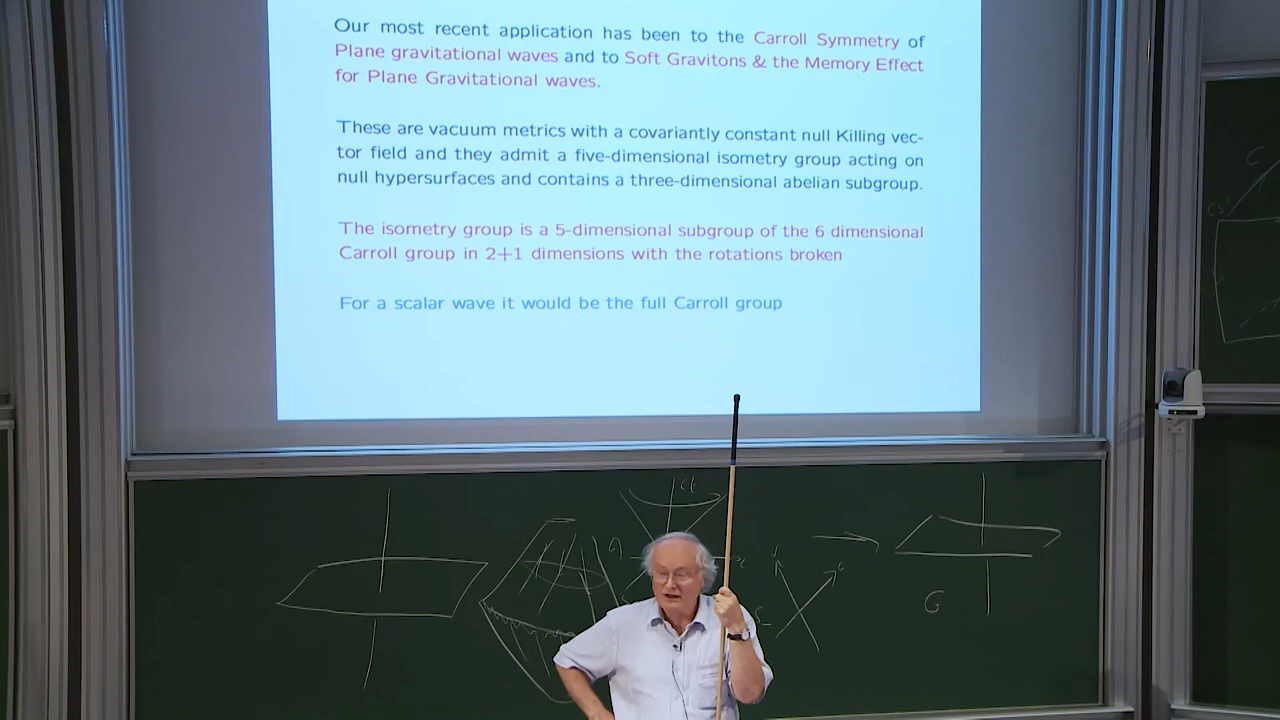 Our most recent application has been to the Carroll Symmetry of
Plane gravitational waves and to Soft Gravitons & the Memory Effect
for Plane Gravitational waves.
These are vacuum metrics with a covariantly constant null Killing vec-
tor field and they admit a five-dimensional isometry group acting on
null hypersurfaces and contains a three-dimensional abelian subgroup.
The isometry group is a 5-dimensional subgroup of the 6 dimensional
Carroll group in 2+1 dimensions with the rotations broken
For a scalar wave it would be the full Carroll group
ct
G